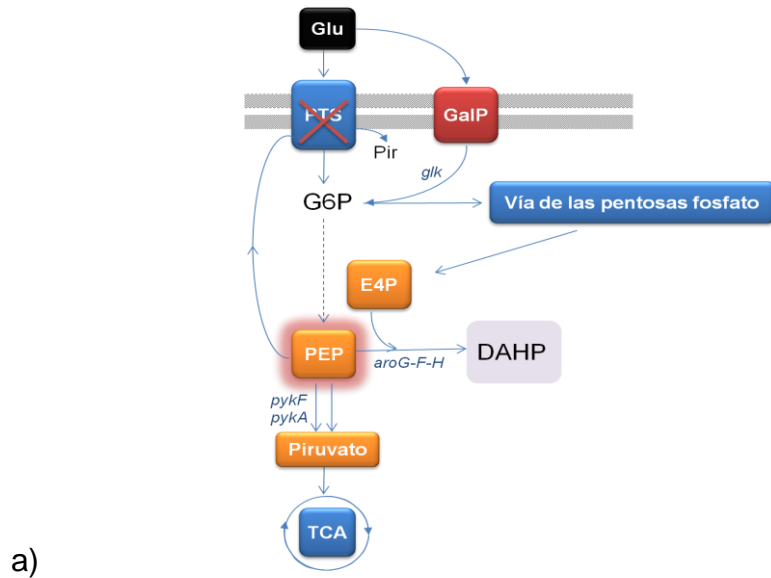 Glu
PTS
GalP
Pir
glk
G6P
Vía de las pentosas fosfato
E4P
PEP
aroG-F-H
DAHP
pykF
pykA
Piruvato
TCA
a)